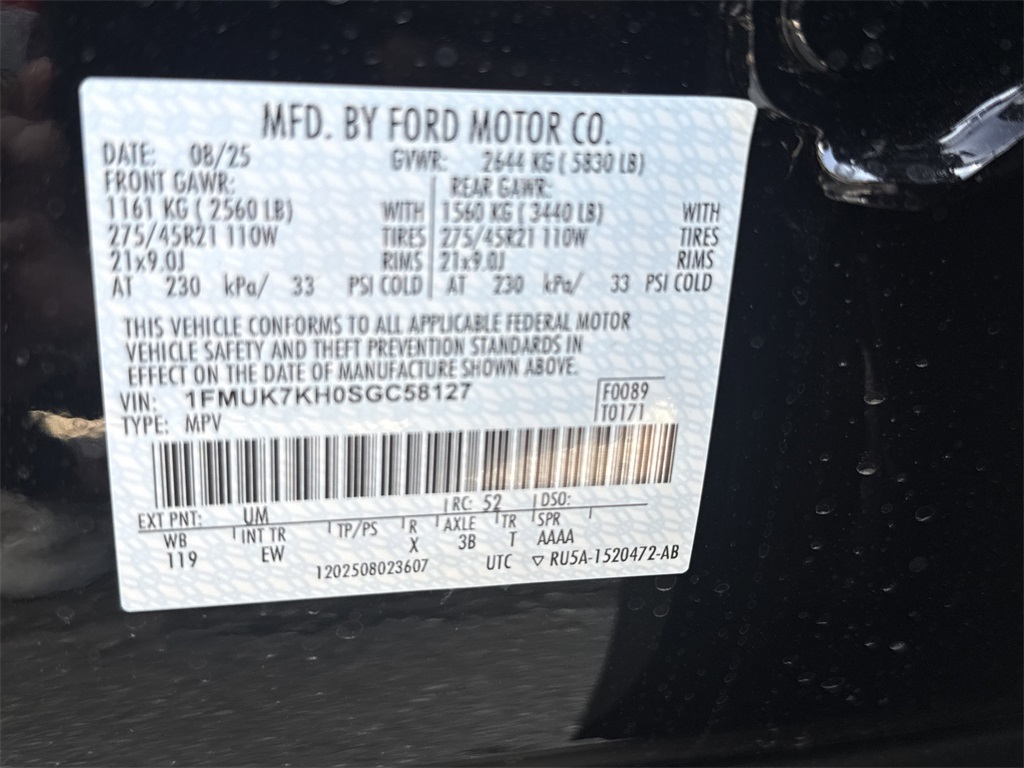 MFD. BY FORD MOTOR CO.
DATE: 08/25 GVWR: 2644 KG ( 5830 LB)
FRONT GAWR: REAR GAWR:
1161 KG ( 2560 LB) WITH 1560 KG ( 3440 LB) WITH
275/45R21 110W TIRES 275/45R21 110W TIRES
21x9.0J RIMS 21x9.0J RIMS
AT 230 kPa/ 33 PSI COLD AT 230 kPa/ 33 PSI COLD
THIS VEHICLE CONFORMS TO ALL APPLICABLE FEDERAL MOTOR
VEHICLE SAFETY AND THEFT PREVENTION STANDARDS IN
EFFECT ON THE DATE OF MANUFACTURE SHOWN ABOVE.
VIN: 1FMUK7KH0SGC58127 F0089
TYPE: MPV T0171
EXT PNT: UM RC: 52 DSO:
WB INT TR TP/PS R AXLE TR SPR
119 EW X 3B T AAAA
1202508023607 UTC ▽ RU5A-1520472-AB